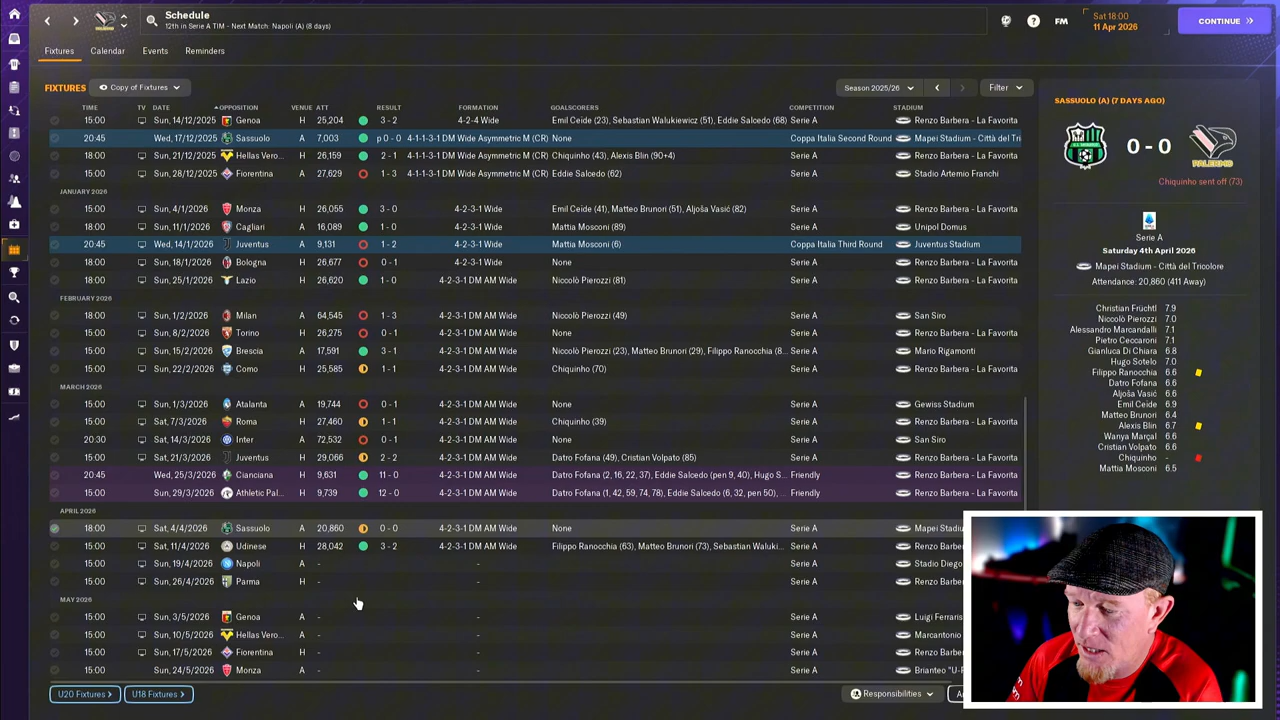 Schedule
12th in Serie A TIM - Next Match: Napoli (A) (8 days)
FM
Sat 18:00
11 Apr 2026
CONTINUE
Fixtures Calendar Events Reminders
FIXTURES Copy of Fixtures Season 2025/26 Filter
TIME TV DATE OPPOSITION VENUE ATT RESULT FORMATION GOALSCORERS COMPETITION STADIUM
15:00 Sun, 14/12/2025 Genoa H 25,204 3 - 2 4-2-4 Wide Emil Ceide (23), Sebastian Walukiewicz (51), Eddie Salcedo (68) Serie A Renzo Barbera - La Favorita
20:45 Wed, 17/12/2025 Sassuolo A 7,003 p 0 - 0 4-1-1-3-1 DM Wide Asymmetric M (CR) None Coppa Italia Second Round Mapei Stadium - Città del Tri
18:00 Sun, 21/12/2025 Hellas Vero... H 26,159 4-1-1-3-1 DM Wide Asymmetric M (CR) Chiquinho (43), Alexis Blin (90+4) Serie A Renzo Barbera - La Favorita
15:00 Sun, 28/12/2025 Fiorentina A 27,629 4-1-1-3-1 DM Wide Asymmetric M (CR) Eddie Salcedo (62) Serie A Stadio Artemio Franchi
JANUARY 2026
15:00 Sun, 4/1/2026 Monza H 26,055 3 - 0 4-2-3-1 Wide Emil Ceide (41), Matteo Brunori (51), Aljoša Vasić (82) Serie A Renzo Barbera - La Favorita
18:00 Sun, 11/1/2026 Cagliari A 16,089 1 - 0 4-2-3-1 Wide Mattia Mosconi (89) Serie A Unipol Domus
20:45 Wed, 14/1/2026 Juventus A 9,131 1 - 2 4-2-3-1 Wide Mattia Mosconi (6) Coppa Italia Third Round Juventus Stadium
18:00 Sun, 18/1/2026 Bologna H 26,677 0 - 1 4-2-3-1 Wide None Serie A Renzo Barbera - La Favorita
18:00 Sun, 25/1/2026 Lazio H 26,620 1 - 0 4-2-3-1 Wide Niccolò Pierozzi (81) Serie A Renzo Barbera - La Favorita
FEBRUARY 2026
18:00 Sun, 1/2/2026 Milan A 64,545 1 - 3 4-2-3-1 DM AM Wide Niccolò Pierozzi (49) Serie A San Siro
15:00 Sun, 8/2/2026 Torino H 26,275 0 - 1 4-2-3-1 DM AM Wide None Serie A Renzo Barbera - La Favorita
15:00 Sun, 15/2/2026 Brescia A 17,591 3 - 1 4-2-3-1 DM AM Wide Niccolò Pierozzi (23), Matteo Brunori (29), Filippo Ranocchia (8... Serie A Mario Rigamonti
15:00 Sun, 22/2/2026 Como H 25,585 1 - 1 4-2-3-1 DM AM Wide Chiquinho (70) Serie A Renzo Barbera - La Favorita
MARCH 2026
15:00 Sun, 1/3/2026 Atalanta A 19,744 0 - 1 4-2-3-1 DM AM Wide None Serie A Gewiss Stadium
15:00 Sat, 7/3/2026 Roma H 27,460 1 - 1 4-2-3-1 DM AM Wide Chiquinho (39) Serie A Renzo Barbera - La Favorita
20:30 Sat, 14/3/2026 Inter A 72,532 0 - 1 4-2-3-1 DM AM Wide None Serie A San Siro
15:00 Sat, 21/3/2026 Juventus H 29,066 2 - 2 4-2-3-1 DM AM Wide Datro Fofana (49), Cristian Volpato (85) Serie A Renzo Barbera - La Favorita
20:45 Wed, 25/3/2026 Cianciana H 9,631 11 - 0 4-2-3-1 DM AM Wide Datro Fofana (2, 16, 22, 37), Eddie Salcedo (pen 9, 40), Hugo S... Friendly Renzo Barbera - La Favorita
15:00 Sun, 29/3/2026 Athletic Pal... H 9,739 12 - 0 4-2-3-1 DM AM Wide Datro Fofana (1, 42, 59, 74, 78), Eddie Salcedo (6, 32, pen 50), ... Friendly Renzo Barbera - La Favorita
APRIL 2026
18:00 Sat, 4/4/2026 Sassuolo A 20,860 0 - 0 4-2-3-1 DM AM Wide None Serie A Mapei Stadiu
15:00 Sat, 11/4/2026 Udinese H 28,042 3 - 2 4-2-3-1 DM AM Wide Filippo Ranocchia (63), Matteo Brunori (73), Sebastian Waluki... Serie A Renzo Barber
15:00 Sun, 19/4/2026 Napoli A - - Serie A Stadio Diego
15:00 Sun, 26/4/2026 Parma H - - Serie A Renzo Barber
MAY 2026
15:00 Sun, 3/5/2026 Genoa A - - Serie A Luigi Ferraris
15:00 Sun, 10/5/2026 Hellas Vero... A - - Serie A Marcantonio
15:00 Sun, 17/5/2026 Fiorentina H - - Serie A Renzo Barber
15:00 Sun, 24/5/2026 Monza A - - Serie A Brianteo "U-P
U20 Fixtures U18 Fixtures Responsibilities
SASSUOLO (A) (7 DAYS AGO)
0 - 0
PALERMO
Chiquinho sent off (73)
Serie A
Saturday 4th April 2026
Mapei Stadium - Città del Tricolore
Attendance: 20,860 (411 Away)
Christian Früchtl 7.9
Niccolò Pierozzi 7.0
Alessandro Marcandalli 7.1
Pietro Ceccaroni 7.1
Gianluca Di Chiara 6.8
Hugo Sotelo 7.0
Filippo Ranocchia 6.6
Datro Fofana 6.6
Aljoša Vasić 6.6
Emil Ceide 6.9
Matteo Brunori 6.4
Alexis Blin 6.7
Wanya Marçal 6.6
Cristian Volpato 6.6
Chiquinho -
Mattia Mosconi 6.5